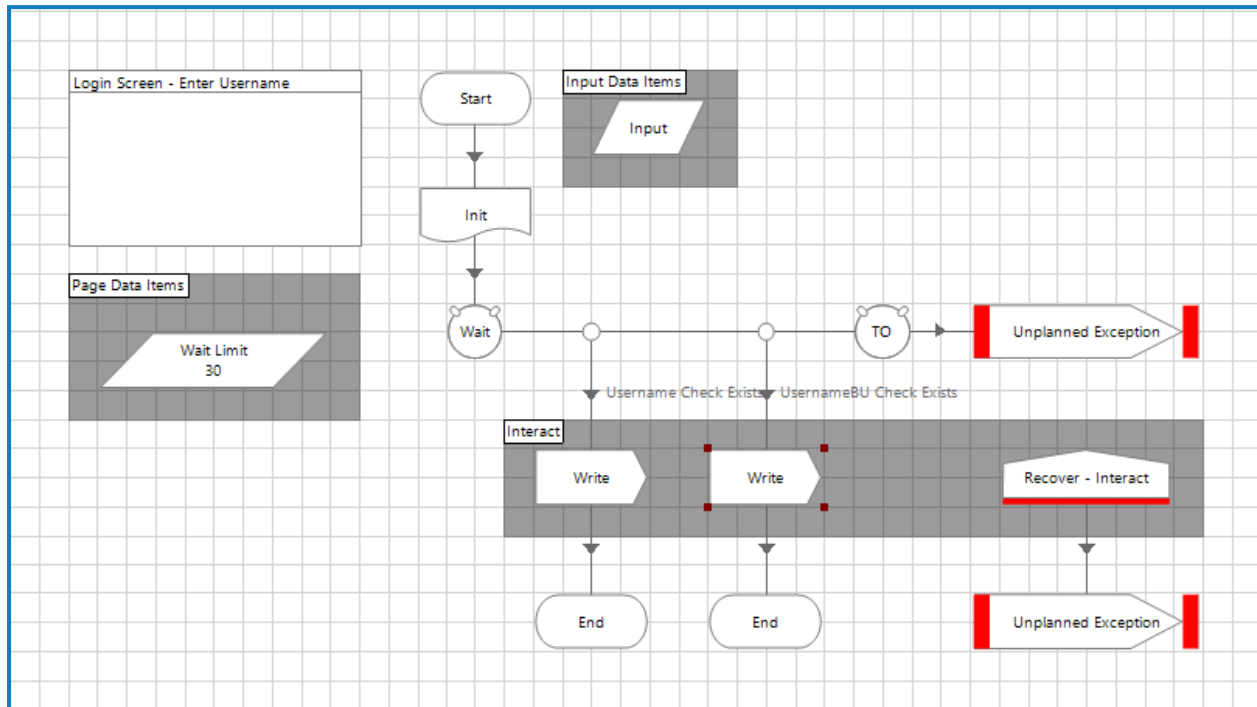 Login Screen - Enter Username
Start
Input Data Items
Input
Init
Page Data Items
Wait Limit
30
Wait
TO
Unplanned Exception
Username Check Exists
UsernameBU Check Exists
Interact
Write
Write
Recover - Interact
End
End
Unplanned Exception